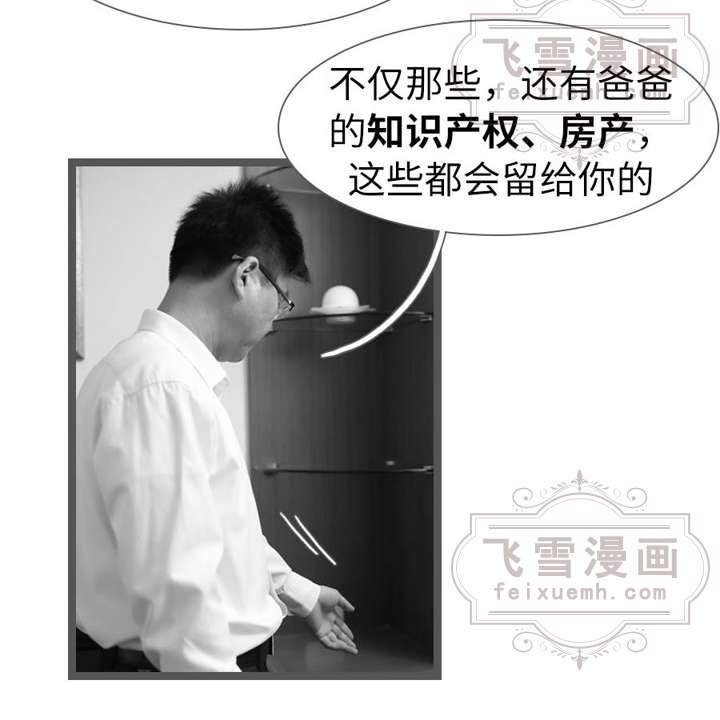 飞雪漫画
feixuemh.com
不仅那些，还有爸爸
的知识产权、房产，
这些都会留给你的
飞雪漫画
feixuemh.com